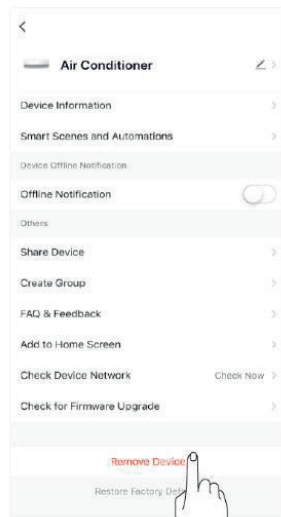 Air Conditioner
Device Information
Smart Scenes and Automations
Device Offline Notification
Offline Notification
Others
Share Device
Create Group
FAQ & Feedback
Add to Home Screen
Check Device Network Check Now
Check for Firmware Upgrade
Remove Device
Restore Factory